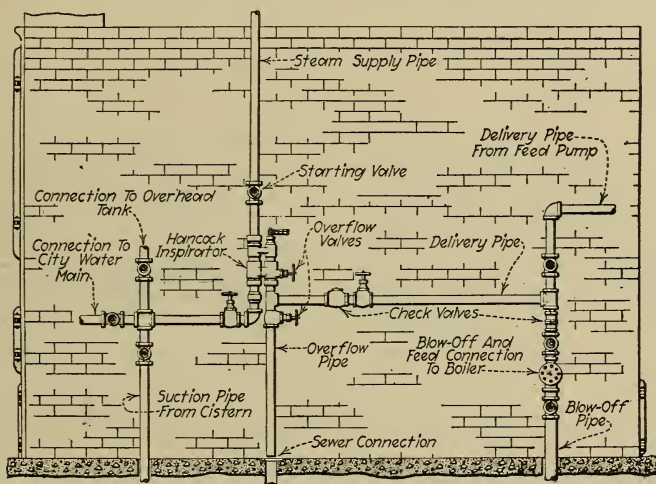 Steam Supply Pipe
Delivery Pipe
From Feed Pump
Starting Valve
Connection To Overhead
Tank
Connection To
City Water
Main
Hancock
Inspirator
Overflow
Valves
Delivery Pipe
Check Valves
Overflow
Pipe
Blow-Off And
Feed Connection
To Boiler
Suction Pipe
From Cistern
Blow-Off
Pipe
Sewer Connection